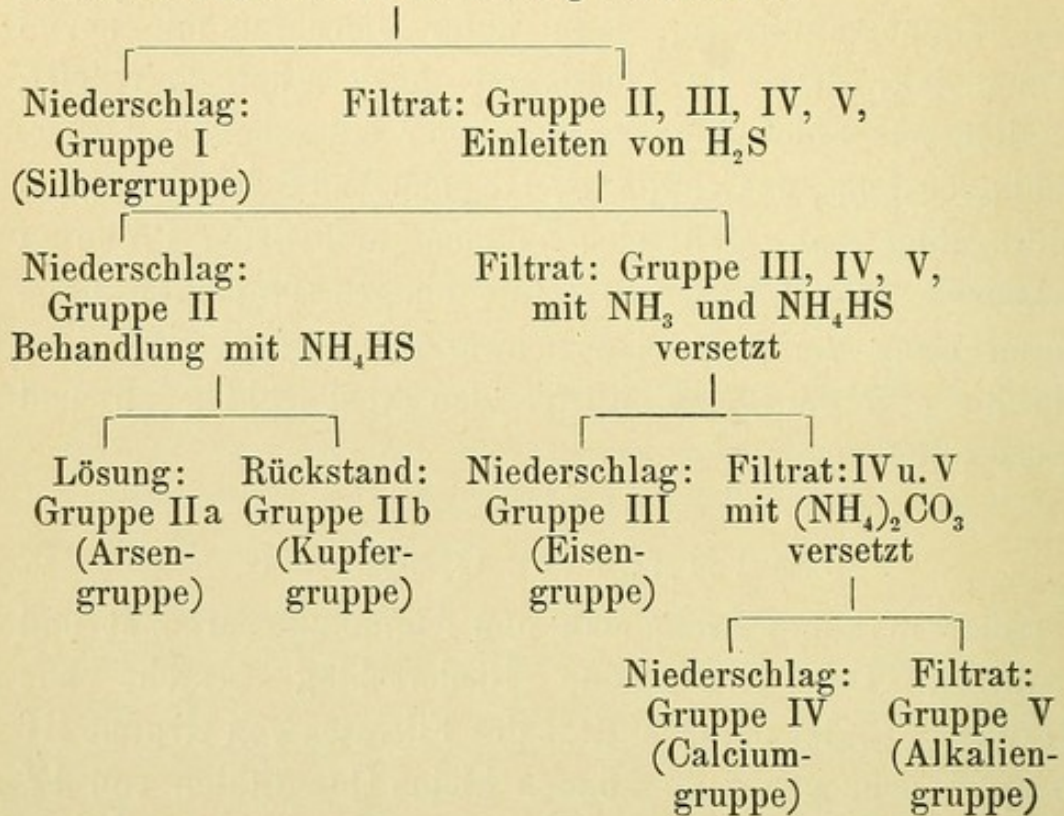 Niederschlag:
Gruppe I
(Silbergruppe)
Filtrat: Gruppe II, III, IV, V,
Einleiten von H₂S
Niederschlag:
Gruppe II
Behandlung mit NH₄HS
Filtrat: Gruppe III, IV, V,
mit NH₃ und NH₄HS
versetzt
Lösung:
Gruppe IIa
(Arsen-
gruppe)
Rückstand:
Gruppe IIb
(Kupfer-
gruppe)
Niederschlag:
Gruppe III
(Eisen-
gruppe)
Filtrat: IV u. V
mit (NH₄)₂CO₃
versetzt
Niederschlag:
Gruppe IV
(Calcium-
gruppe)
Filtrat:
Gruppe V
(Alkalien-
gruppe)